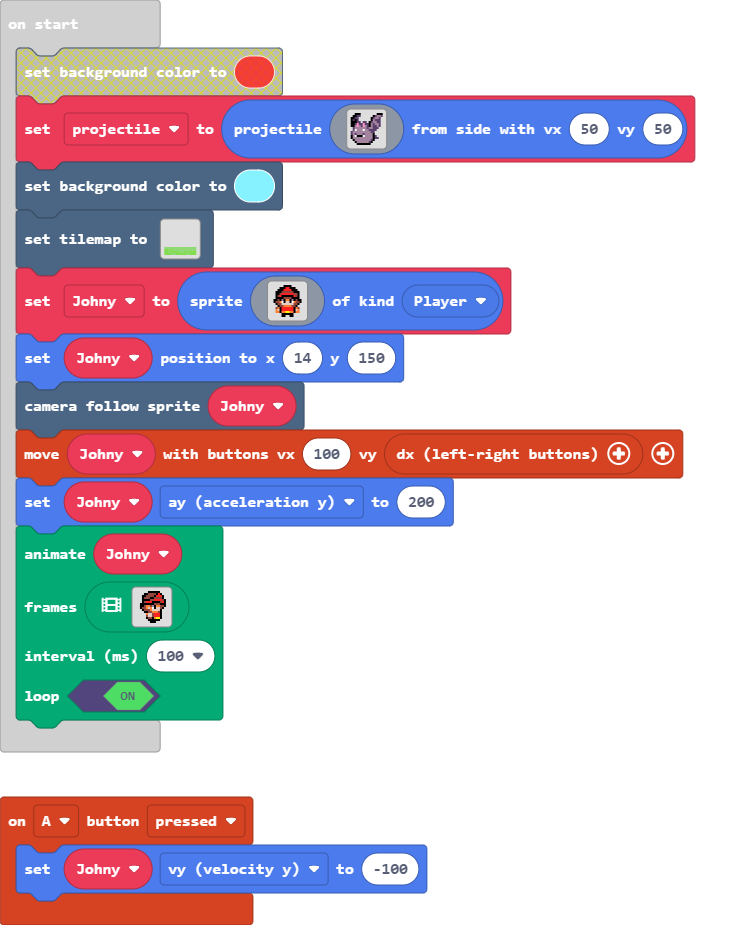 on start
set background color to
set projectile to projectile from side with vx 50 vy 50
set background color to
set tilemap to
set Johny to sprite of kind Player
set Johny position to x 14 y 150
camera follow sprite Johny
move Johny with buttons vx 100 vy dx (left-right buttons)
set Johny ay (acceleration y) to 200
animate Johny
frames
interval (ms) 100
loop ON
on A button pressed
set Johny vy (velocity y) to -100